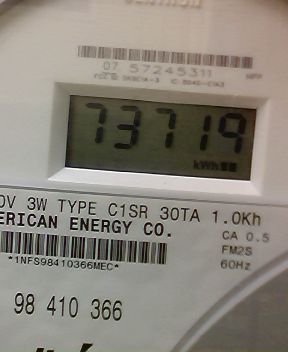 07 57245311
73719
kWh
0V 3W TYPE C1SR 30TA 1.0Kh
ERICAN ENERGY CO.
CA 0.5
FM2S
60Hz
*1NFS98410366MEC*
98 410 366